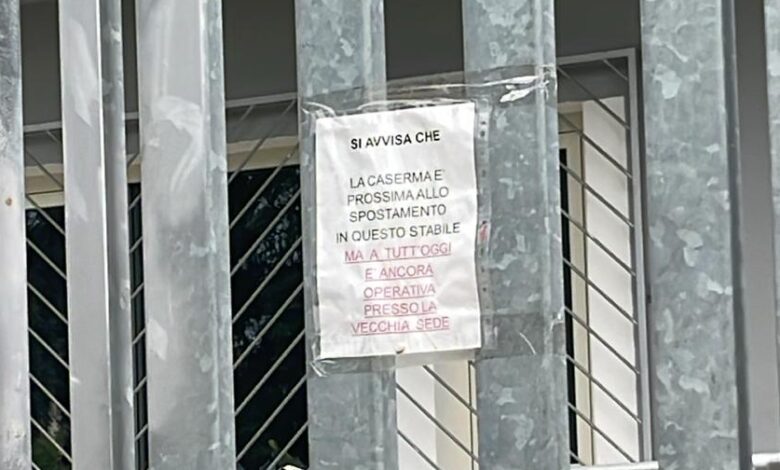 SI AVVISA CHE
LA CASERMA E'
PROSSIMA ALLO
SPOSTAMENTO
IN QUESTO STABILE
MA A TUTT'OGGI
E' ANCORA
OPERATIVA
PRESSO LA
VECCHIA SEDE